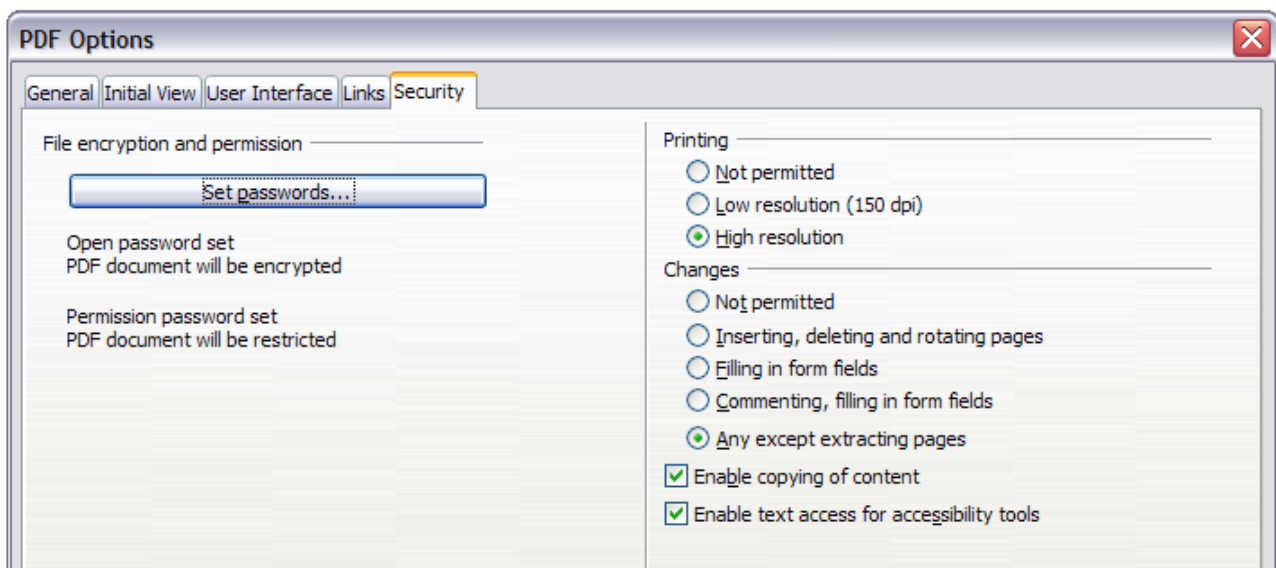 PDF Options
General Initial View User Interface Links Security
File encryption and permission
Set passwords...
Open password set
PDF document will be encrypted
Permission password set
PDF document will be restricted
Printing
Not permitted
Low resolution (150 dpi)
High resolution
Changes
Not permitted
Inserting, deleting and rotating pages
Filling in form fields
Commenting, filling in form fields
Any except extracting pages
Enable copying of content
Enable text access for accessibility tools